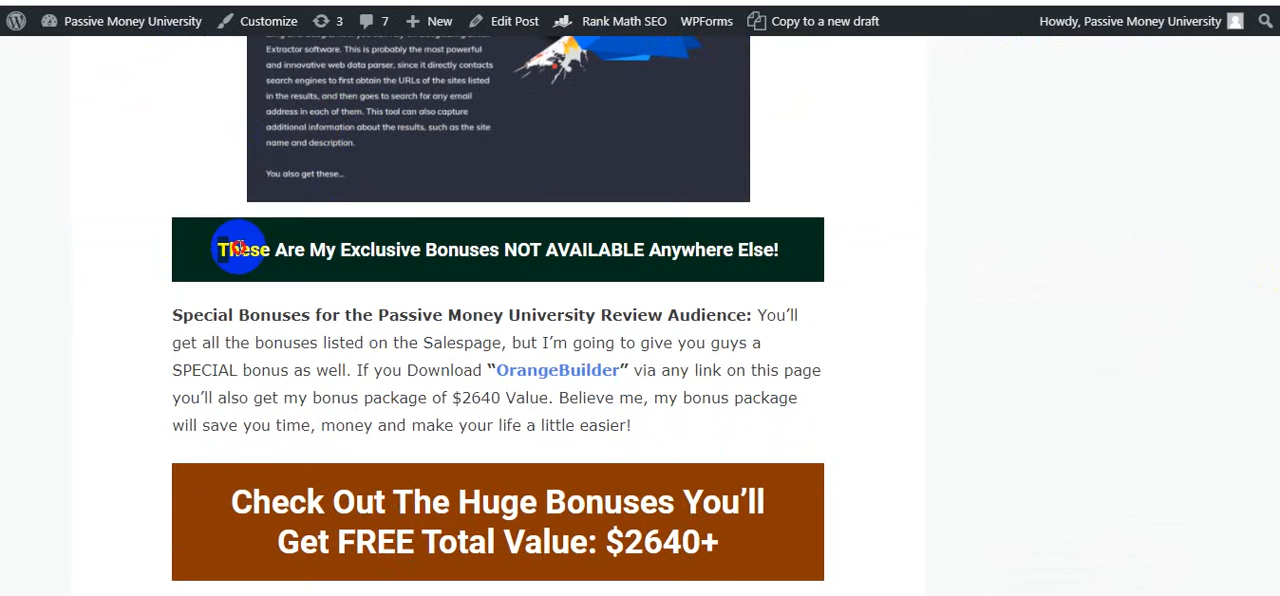 Passive Money University Customize 3 7 New Edit Post Rank Math SEO WPForms Copy to a new draft Howdy, Passive Money University
Extractor software. This is probably the most powerful
and innovative web data parser, since it directly contacts
search engines to first obtain the URLs of the sites listed
in the results, and then goes to search for any email
address in each of them. This tool can also capture
additional information about the results, such as the site
name and description.
You also get these...
These Are My Exclusive Bonuses NOT AVAILABLE Anywhere Else!
Special Bonuses for the Passive Money University Review Audience: You’ll
get all the bonuses listed on the Salespage, but I’m going to give you guys a
SPECIAL bonus as well. If you Download “OrangeBuilder” via any link on this page
you’ll also get my bonus package of $2640 Value. Believe me, my bonus package
will save you time, money and make your life a little easier!
Check Out The Huge Bonuses You’ll
Get FREE Total Value: $2640+